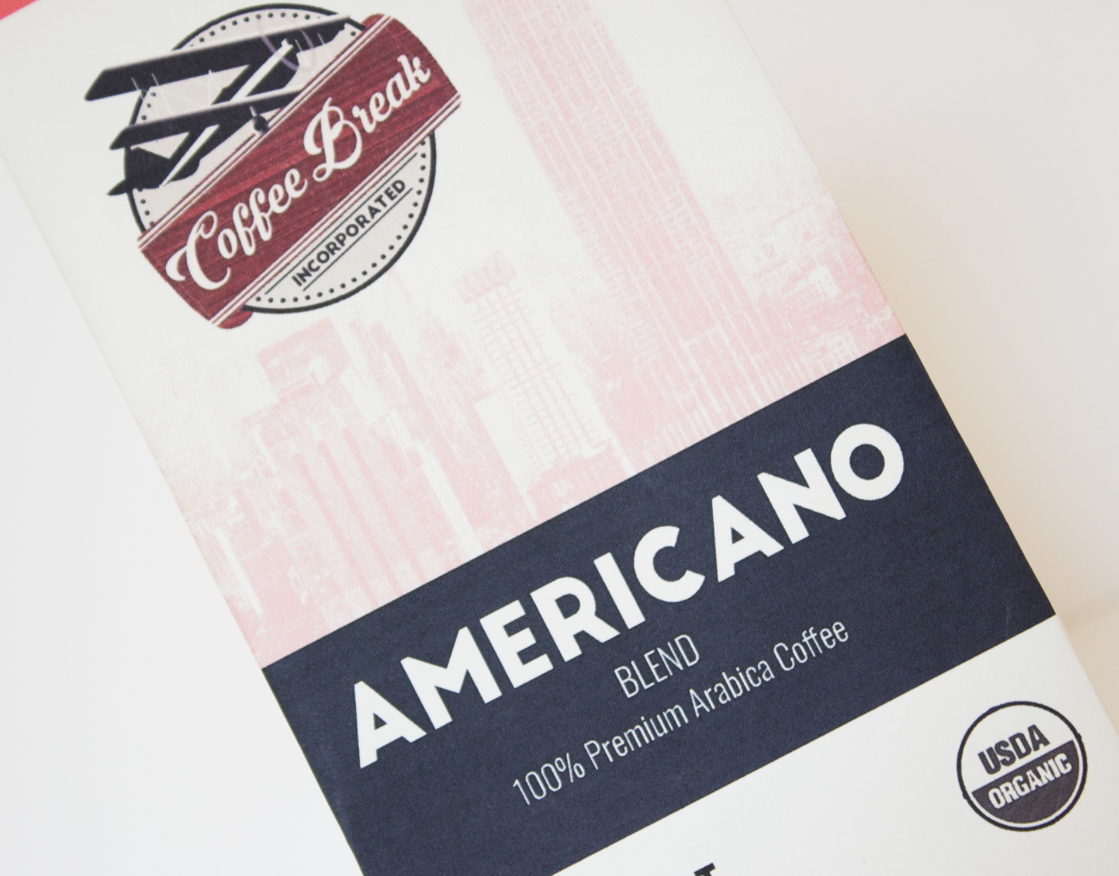 Coffee Break
INCORPORATED
AMERICANO
BLEND
100% Premium Arabica Coffee
USDA
ORGANIC